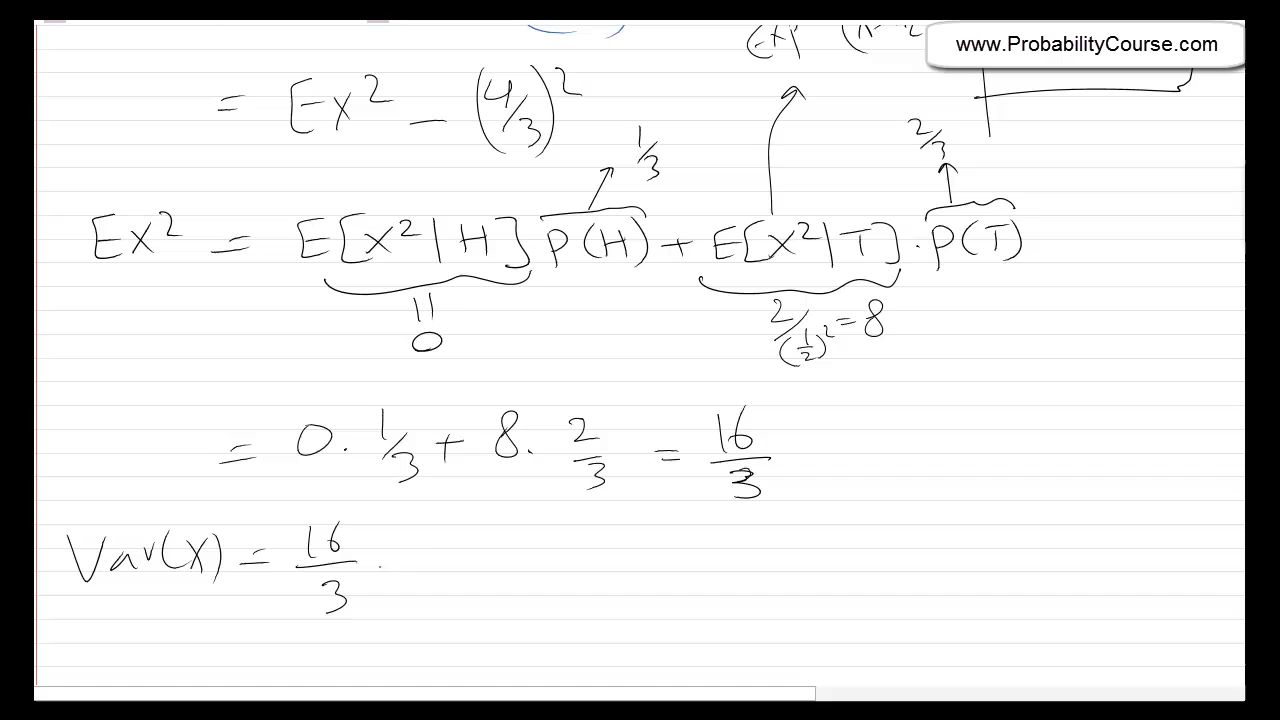 www.ProbabilityCourse.com
= EX² − (4/3)²
1/3
2/3
EX² = E[X²|H] P(H) + E[X²|T] · P(T)
||
0
2/(1/2)² = 8
= 0 · 1/3 + 8 · 2/3 = 16/3
Var(X) = 16/3